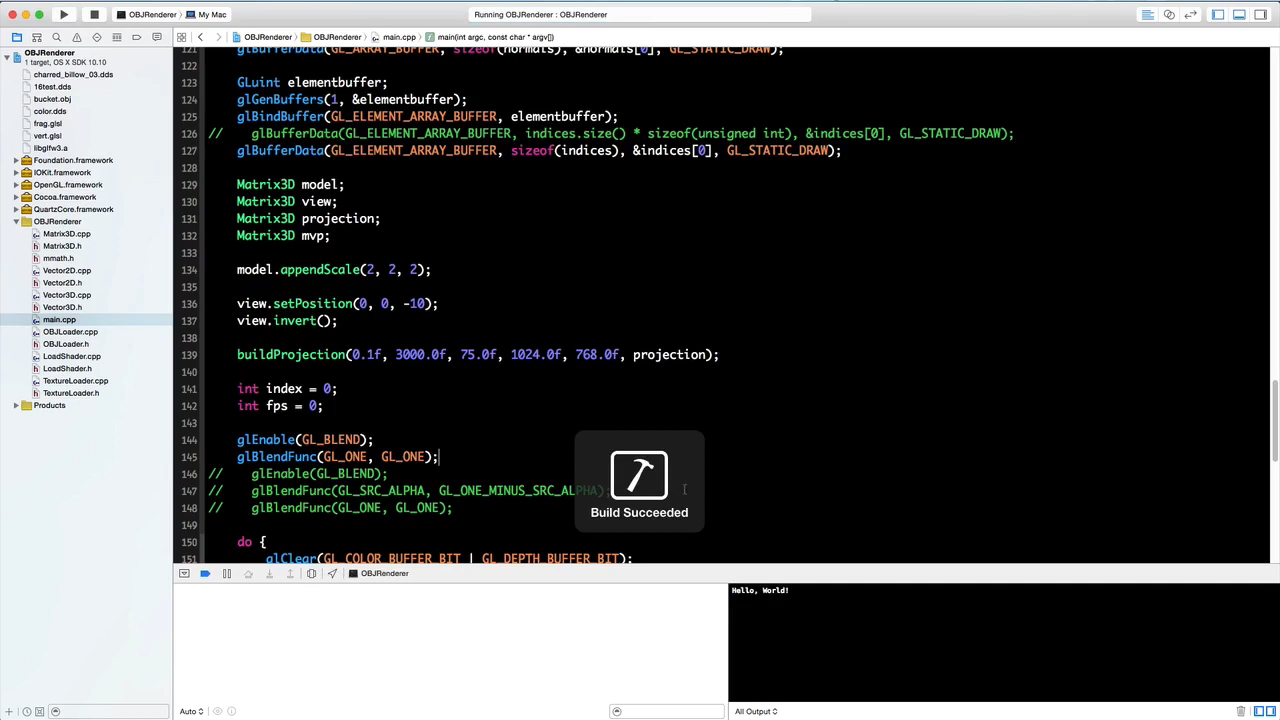 OBJRenderer
My Mac
Running OBJRenderer : OBJRenderer
OBJRenderer
OBJRenderer
main.cpp
main(int argc, const char * argv[])
OBJRenderer
1 target, OS X SDK 10.10
charred_billow_03.dds
16test.dds
bucket.obj
color.dds
frag.glsl
vert.glsl
libglfw3.a
Foundation.framework
IOKit.framework
OpenGL.framework
Cocoa.framework
QuartzCore.framework
OBJRenderer
Matrix3D.cpp
Matrix3D.h
mmath.h
Vector2D.cpp
Vector2D.h
Vector3D.cpp
Vector3D.h
main.cpp
OBJLoader.cpp
OBJLoader.h
LoadShader.cpp
LoadShader.h
TextureLoader.cpp
TextureLoader.h
Products
121 glBufferData(GL_ARRAY_BUFFER, sizeof(normals), &normals[0], GL_STATIC_DRAW);
122
123 GLuint elementbuffer;
124 glGenBuffers(1, &elementbuffer);
125 glBindBuffer(GL_ELEMENT_ARRAY_BUFFER, elementbuffer);
126 // glBufferData(GL_ELEMENT_ARRAY_BUFFER, indices.size() * sizeof(unsigned int), &indices[0], GL_STATIC_DRAW);
127 glBufferData(GL_ELEMENT_ARRAY_BUFFER, sizeof(indices), &indices[0], GL_STATIC_DRAW);
128
129 Matrix3D model;
130 Matrix3D view;
131 Matrix3D projection;
132 Matrix3D mvp;
133
134 model.appendScale(2, 2, 2);
135
136 view.setPosition(0, 0, -10);
137 view.invert();
138
139 buildProjection(0.1f, 3000.0f, 75.0f, 1024.0f, 768.0f, projection);
140
141 int index = 0;
142 int fps = 0;
143
144 glEnable(GL_BLEND);
145 glBlendFunc(GL_ONE, GL_ONE);
146 // glEnable(GL_BLEND);
147 // glBlendFunc(GL_SRC_ALPHA, GL_ONE_MINUS_SRC_ALPHA);
148 // glBlendFunc(GL_ONE, GL_ONE);
149
150 do {
151 glClear(GL_COLOR_BUFFER_BIT | GL_DEPTH_BUFFER_BIT);
Build Succeeded
OBJRenderer
Hello, World!
Auto
All Output